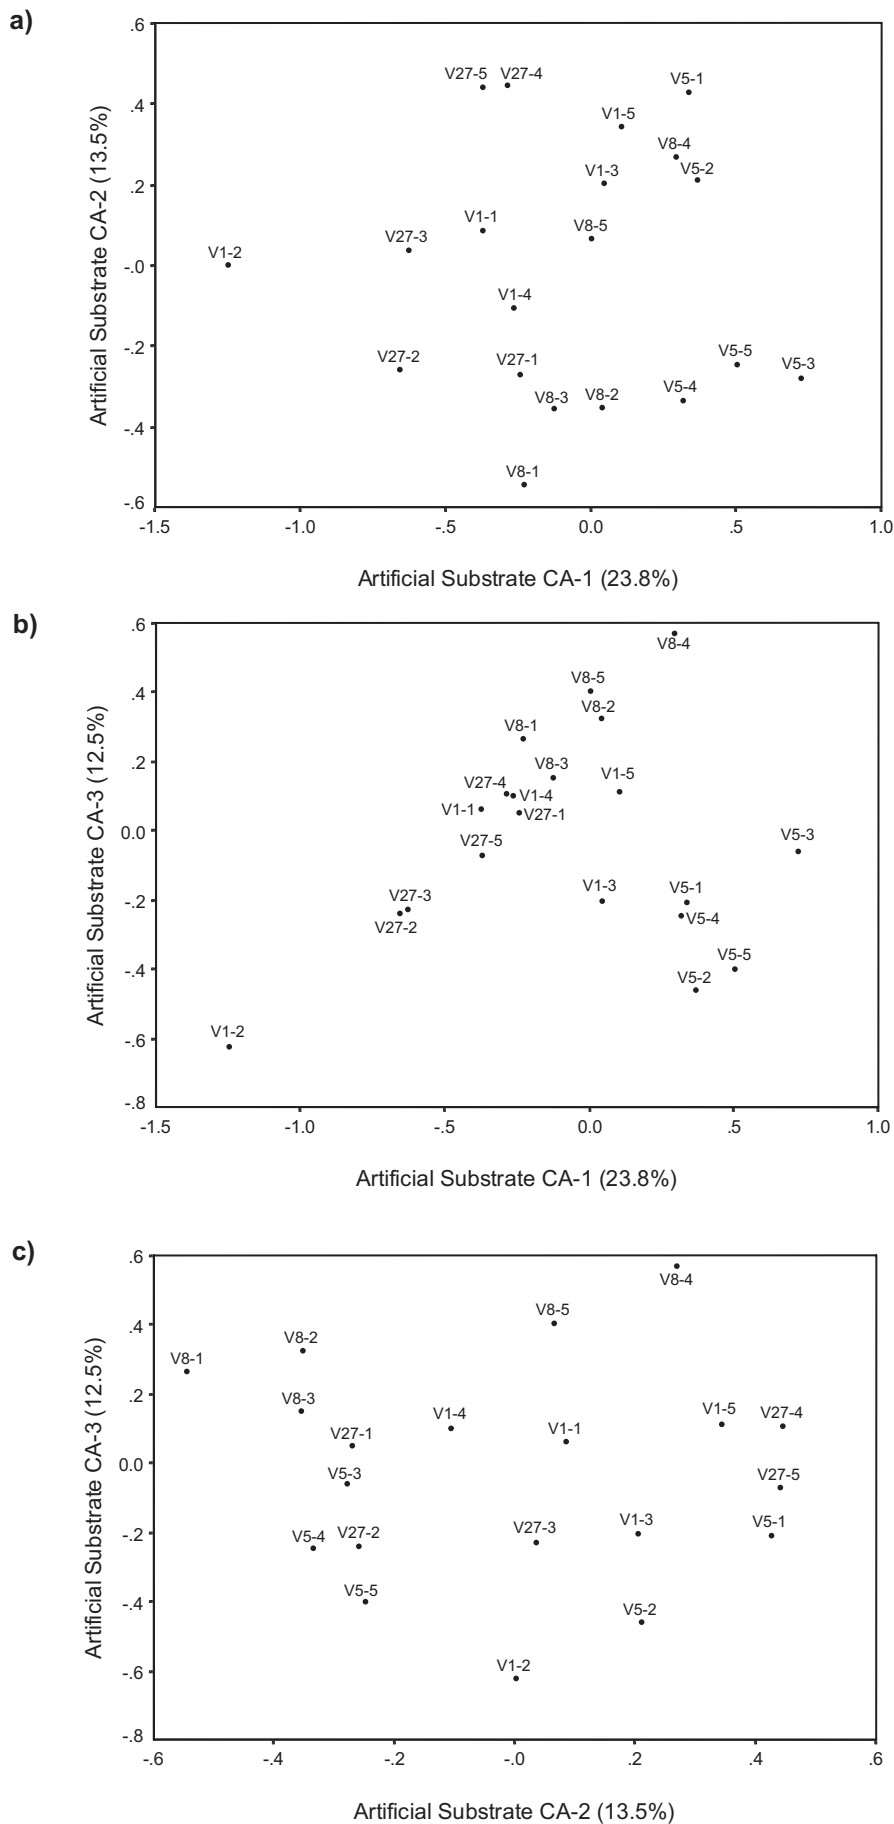 a)
.6
V27-5 V27-4
V5-1
.4
V1-5
V8-4
V5-2
V1-3
.2
V1-1
V8-5
V27-3
V1-2
-.0
V1-4
-.2
V27-2
V27-1
V5-5
V5-3
V8-3
V8-2
V5-4
-.4
V8-1
-.6
-1.5 -1.0 -.5 0.0 .5 1.0
Artificial Substrate CA-2 (13.5%)
Artificial Substrate CA-1 (23.8%)
b)
.6
V8-4
V8-5
.4
V8-2
V8-1
.2
V8-3
V1-5
V27-4
V1-4
V1-1
V27-1
0.0
V27-5
V5-3
V27-3
V1-3
V5-1
-.2
V5-4
V27-2
V5-5
-.4
V5-2
V1-2
-.6
-.8
-1.5 -1.0 -.5 0.0 .5 1.0
Artificial Substrate CA-3 (12.5%)
Artificial Substrate CA-1 (23.8%)
c)
.6
V8-4
V8-5
.4
V8-2
V8-1
.2
V8-3
V1-4
V1-5
V27-4
V27-1
V1-1
0.0
V5-3
V27-5
V5-4
V27-2
V27-3
V1-3
V5-1
-.2
V5-5
-.4
V5-2
V1-2
-.6
-.8
-.6 -.4 -.2 -.0 .2 .4 .6
Artificial Substrate CA-3 (12.5%)
Artificial Substrate CA-2 (13.5%)